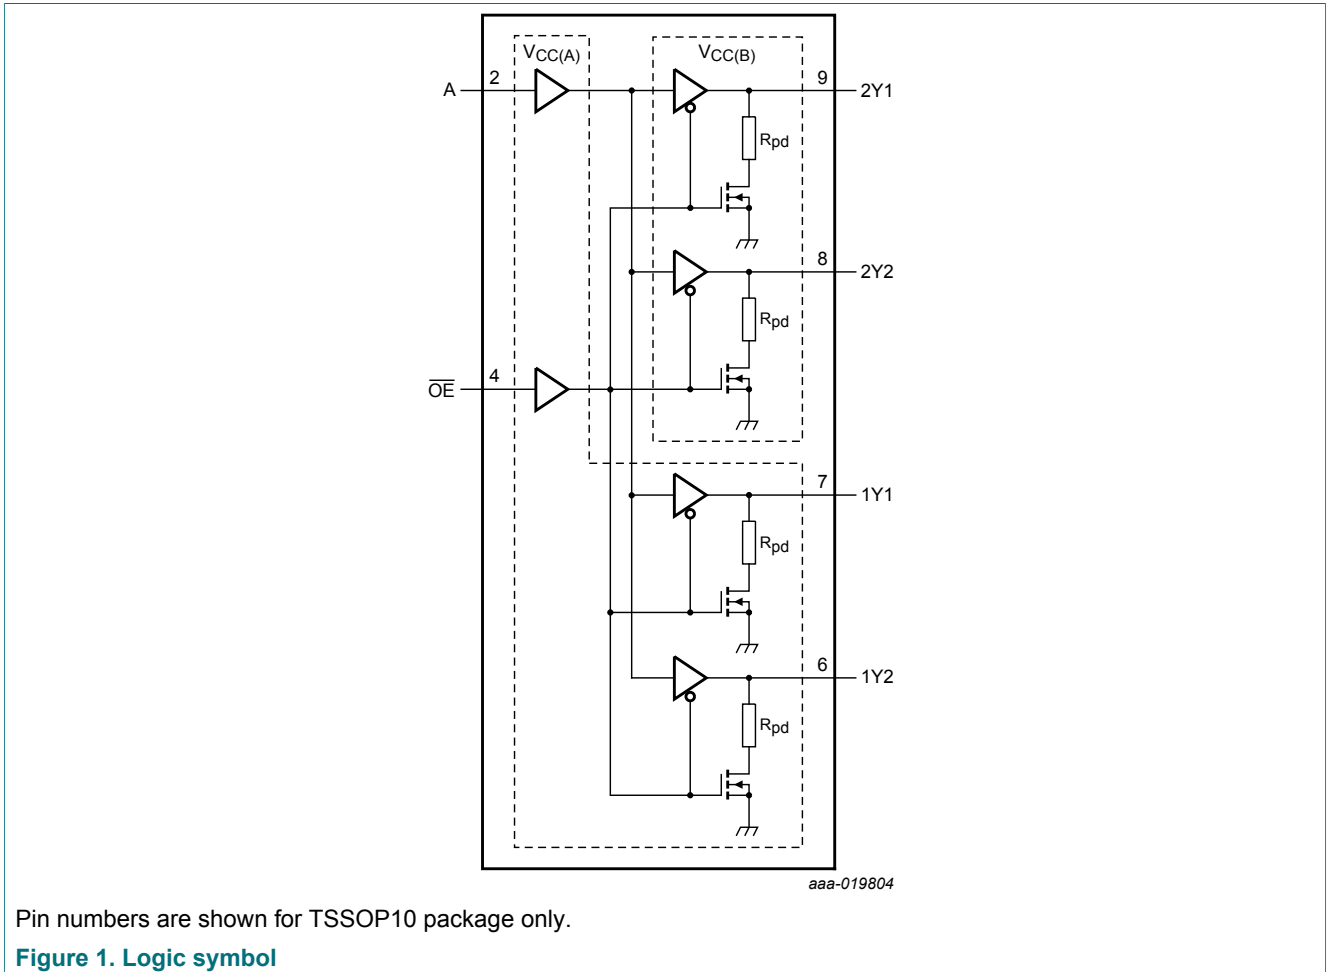 VCC(A)
VCC(B)
A
2
9
2Y1
Rpd
8
2Y2
Rpd
OE
4
7
1Y1
Rpd
6
1Y2
Rpd
aaa-019804
Pin numbers are shown for TSSOP10 package only.
Figure 1. Logic symbol